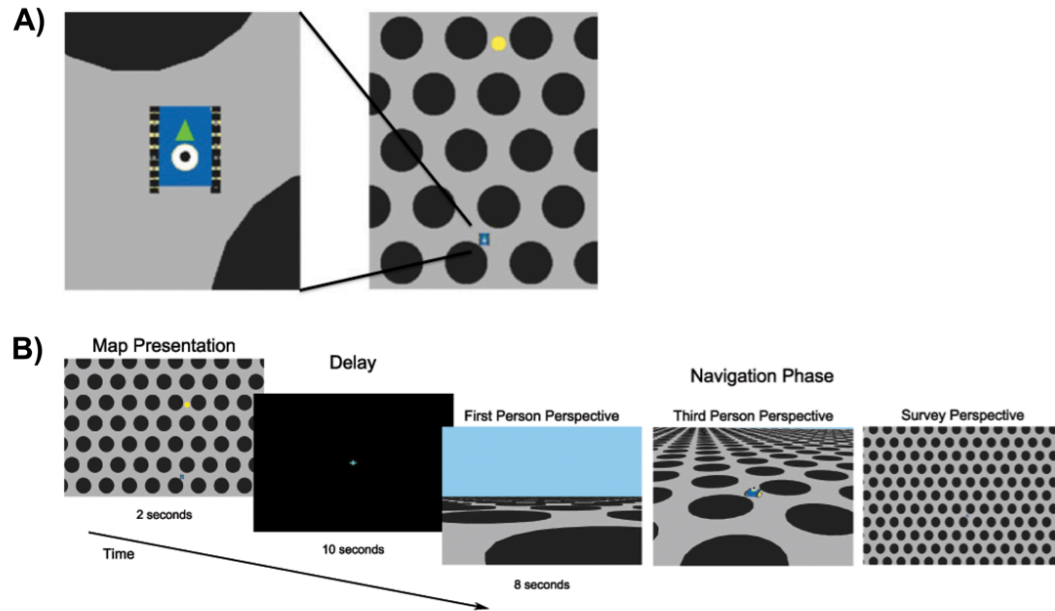 A)
B)
Map Presentation
Delay
Navigation Phase
First Person Perspective
Third Person Perspective
Survey Perspective
2 seconds
10 seconds
8 seconds
Time